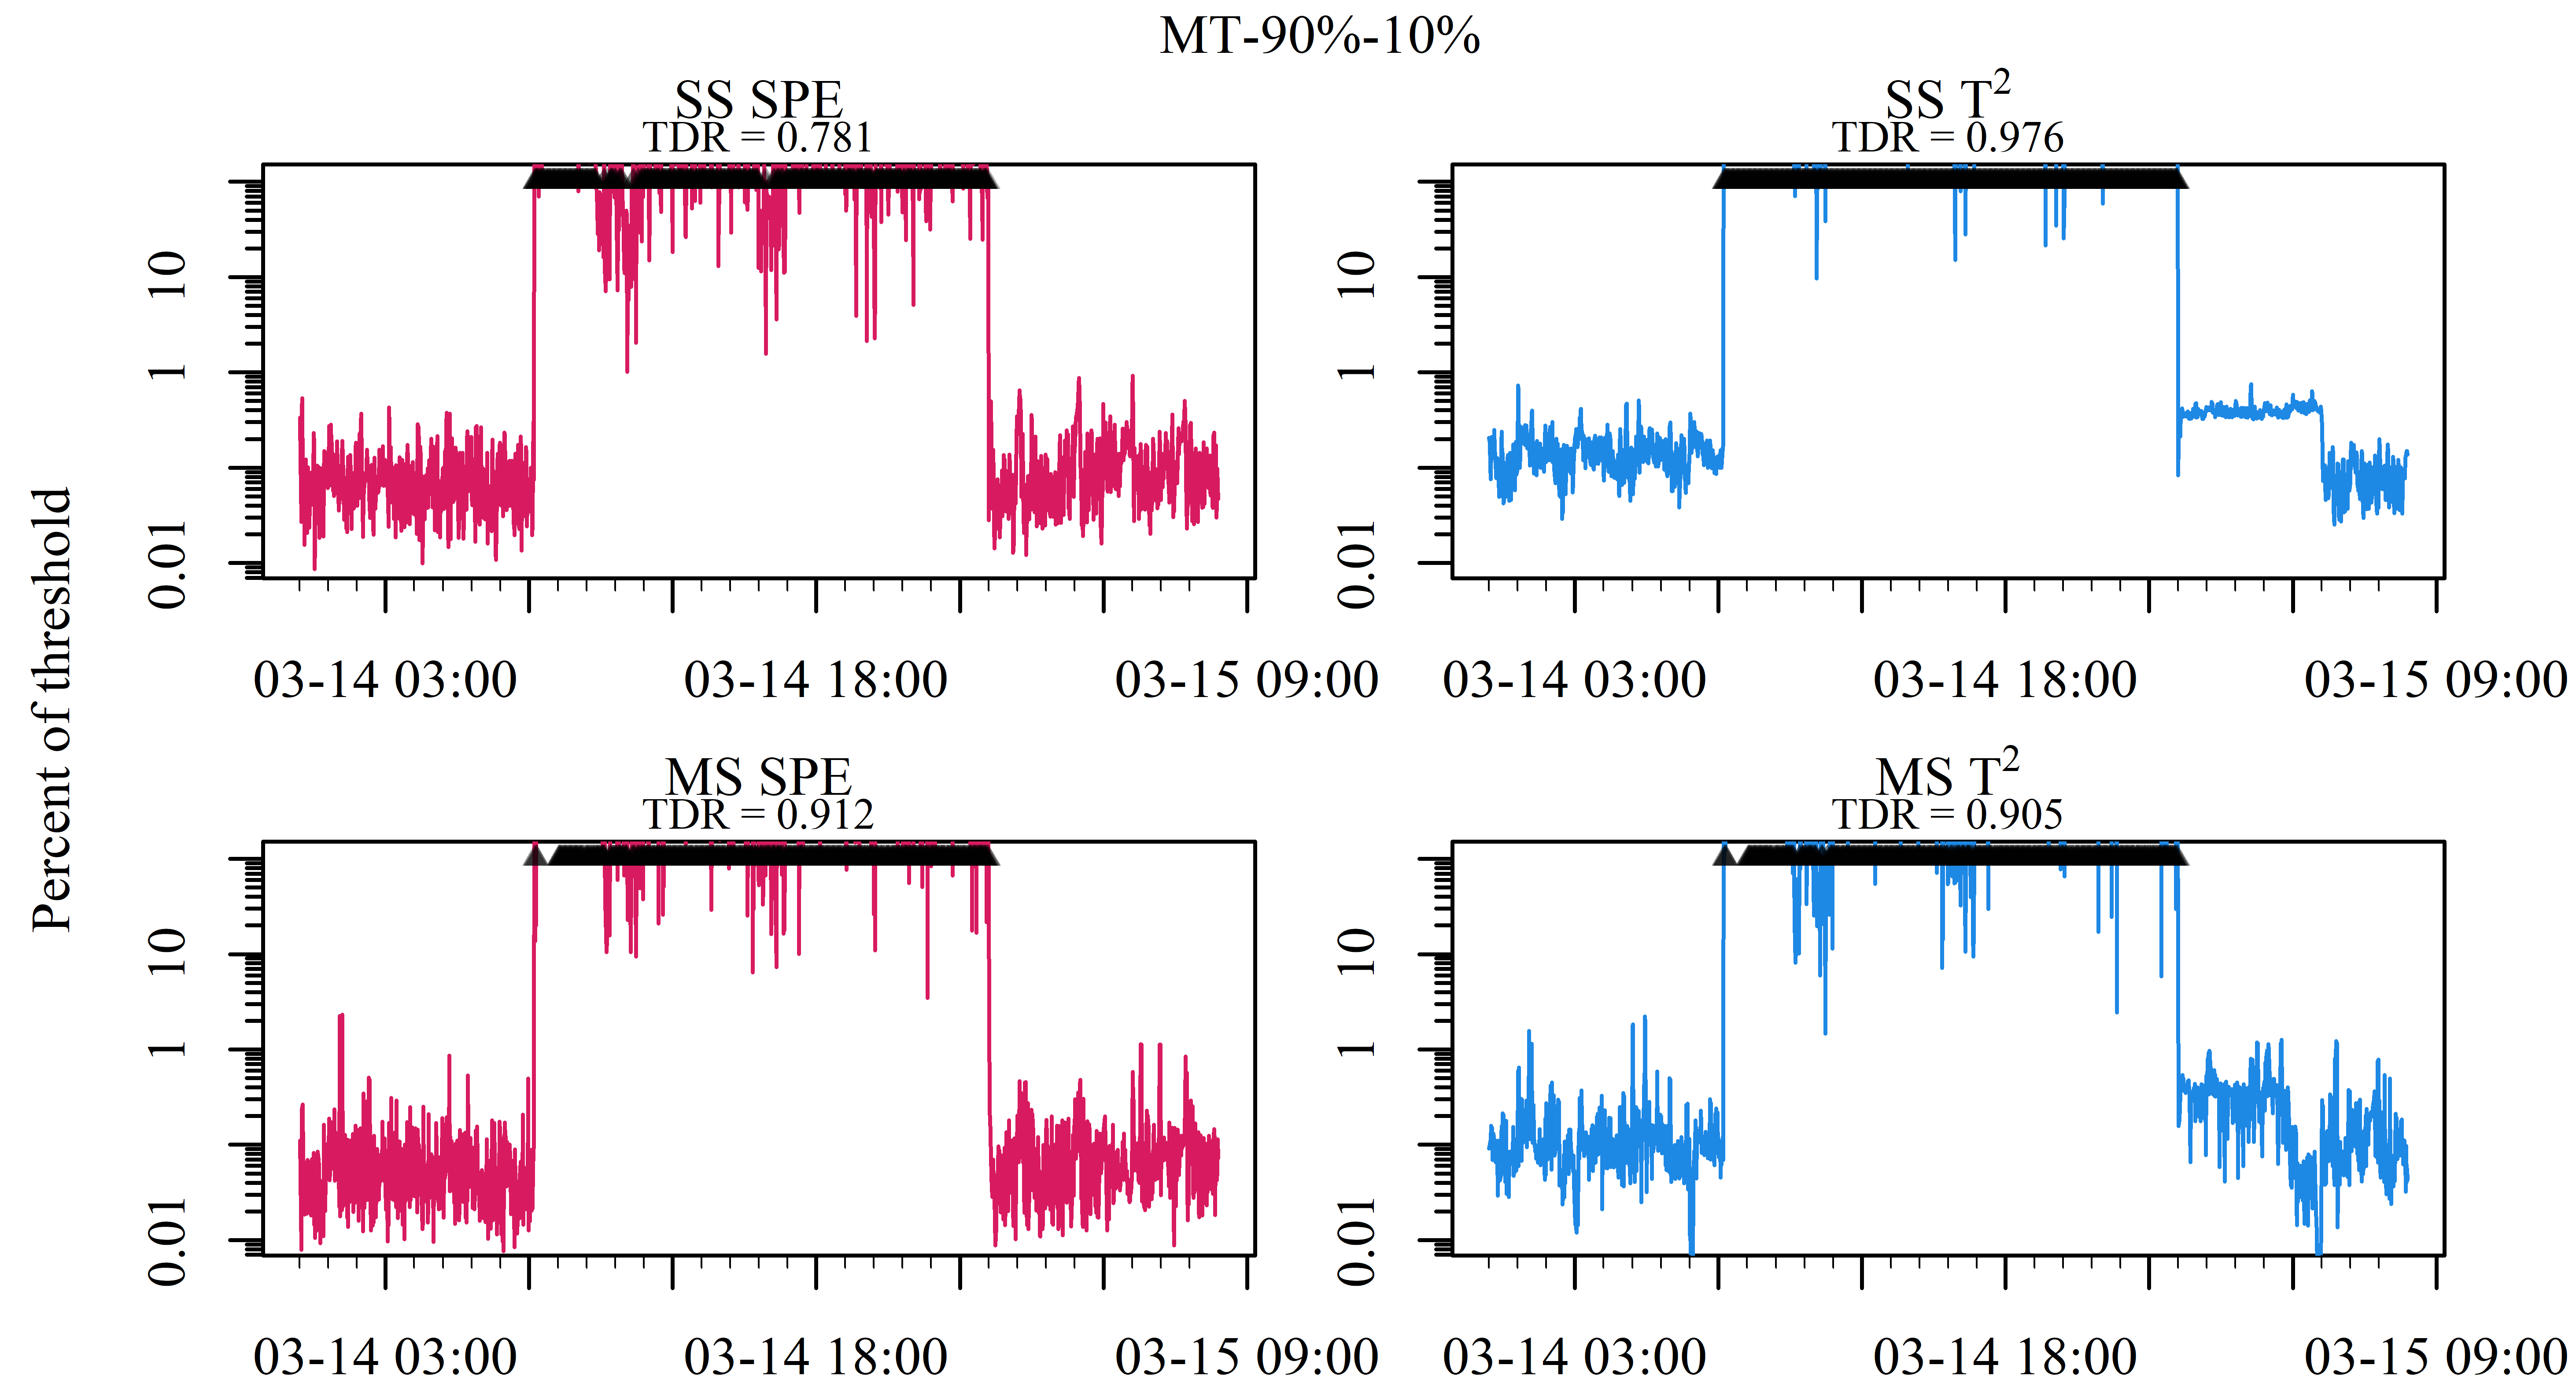 MT-90%-10%
SS SPE
TDR = 0.781
SS T²
TDR = 0.976
Percent of threshold
10
1
0.01
10
1
0.01
03-14 03:00
03-14 18:00
03-15 09:00
03-14 03:00
03-14 18:00
03-15 09:00
MS SPE
TDR = 0.912
MS T²
TDR = 0.905
10
1
0.01
10
1
0.01
03-14 03:00
03-14 18:00
03-15 09:00
03-14 03:00
03-14 18:00
03-15 09:00